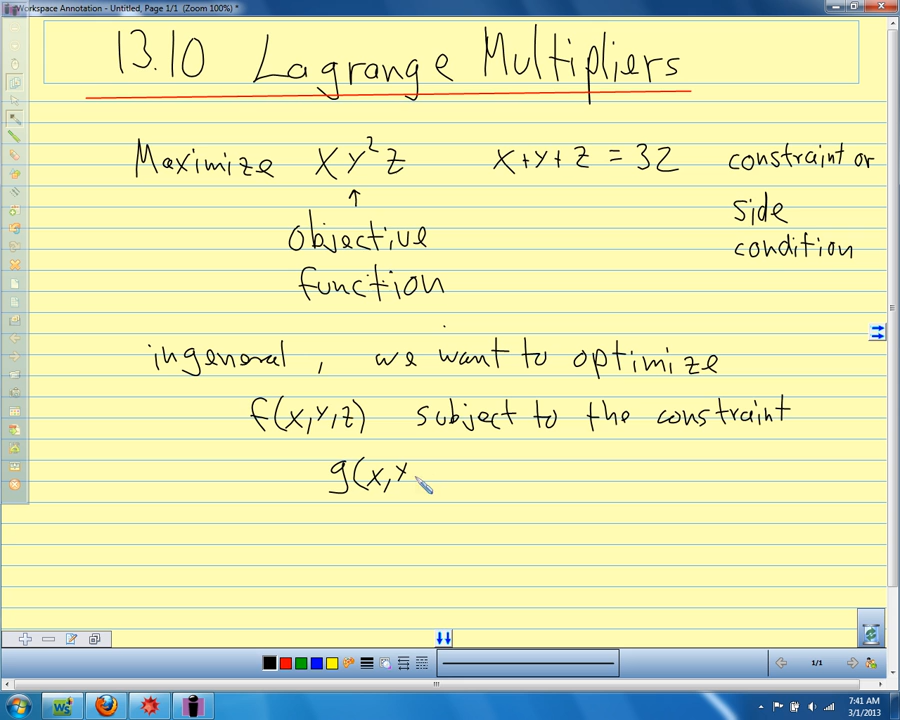 Workspace Annotation - Untitled, Page 1/1 (Zoom 100%) *
13.10 Lagrange Multipliers
Maximize xy²z x+y+z = 32 constraint or
↑ side
objective condition
function
in general , we want to optimize
f(x,y,z) subject to the constraint
g(x,y
1/1
7:41 AM
3/1/2013